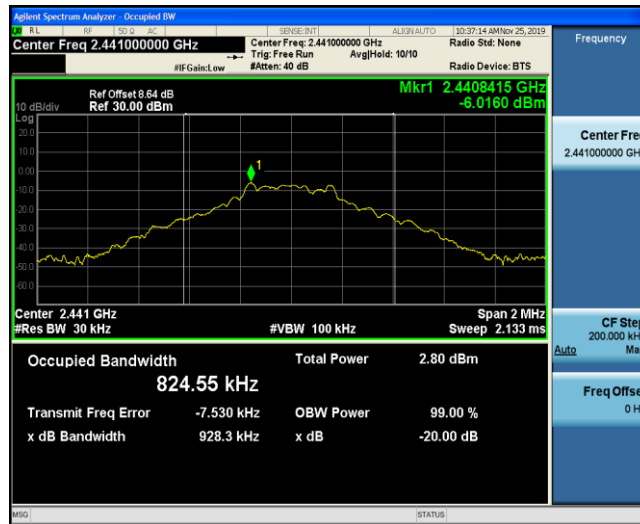 Agilent Spectrum Analyzer - Occupied BW
RL RF 50 Ω AC SENSE:INT ALIGN AUTO 10:37:14 AM Nov 25, 2019
Center Freq 2.441000000 GHz Center Freq: 2.441000000 GHz Radio Std: None Frequency
Trig: Free Run Avg|Hold: 10/10
#IFGain:Low #Atten: 40 dB Radio Device: BTS
Mkr1 2.4408415 GHz
Ref Offset 8.64 dB -6.0160 dBm
10 dB/div Ref 30.00 dBm
Log
20.0
10.0
0.00
-10.0
-20.0
-30.0
-40.0
-50.0
-60.0
1
Center Fre
2.441000000 GH
Center 2.441 GHz Span 2 MHz
#Res BW 30 kHz #VBW 100 kHz Sweep 2.133 ms
CF Step
200.000 kH
Auto Ma
Occupied Bandwidth Total Power 2.80 dBm
824.55 kHz
Transmit Freq Error -7.530 kHz OBW Power 99.00 %
x dB Bandwidth 928.3 kHz x dB -20.00 dB
Freq Offse
0 H
MSG STATUS